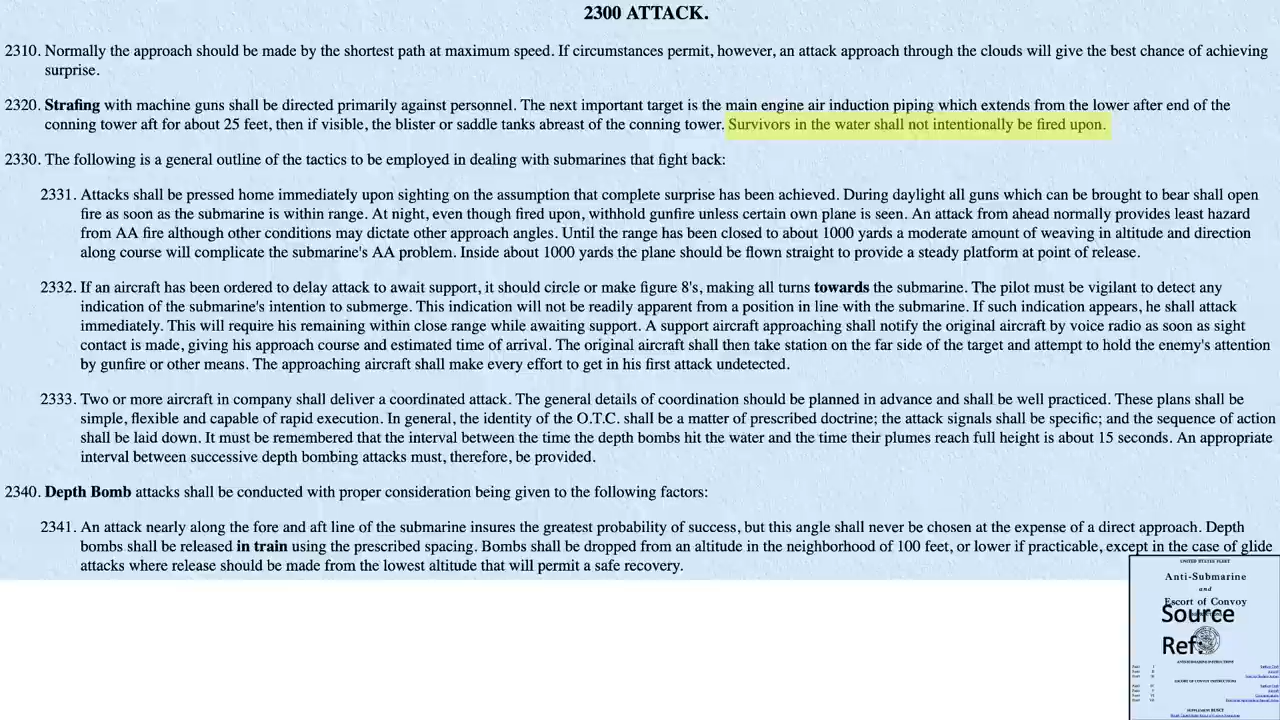 2300 ATTACK.
2310. Normally the approach should be made by the shortest path at maximum speed. If circumstances permit, however, an attack approach through the clouds will give the best chance of achieving
surprise.
2320. Strafing with machine guns shall be directed primarily against personnel. The next important target is the main engine air induction piping which extends from the lower after end of the
conning tower aft for about 25 feet, then if visible, the blister or saddle tanks abreast of the conning tower. Survivors in the water shall not intentionally be fired upon.
2330. The following is a general outline of the tactics to be employed in dealing with submarines that fight back:
2331. Attacks shall be pressed home immediately upon sighting on the assumption that complete surprise has been achieved. During daylight all guns which can be brought to bear shall open
fire as soon as the submarine is within range. At night, even though fired upon, withhold gunfire unless certain own plane is seen. An attack from ahead normally provides least hazard
from AA fire although other conditions may dictate other approach angles. Until the range has been closed to about 1000 yards a moderate amount of weaving in altitude and direction
along course will complicate the submarine's AA problem. Inside about 1000 yards the plane should be flown straight to provide a steady platform at point of release.
2332. If an aircraft has been ordered to delay attack to await support, it should circle or make figure 8's, making all turns towards the submarine. The pilot must be vigilant to detect any
indication of the submarine's intention to submerge. This indication will not be readily apparent from a position in line with the submarine. If such indication appears, he shall attack
immediately. This will require his remaining within close range while awaiting support. A support aircraft approaching shall notify the original aircraft by voice radio as soon as sight
contact is made, giving his approach course and estimated time of arrival. The original aircraft shall then take station on the far side of the target and attempt to hold the enemy's attention
by gunfire or other means. The approaching aircraft shall make every effort to get in his first attack undetected.
2333. Two or more aircraft in company shall deliver a coordinated attack. The general details of coordination should be planned in advance and shall be well practiced. These plans shall be
simple, flexible and capable of rapid execution. In general, the identity of the O.T.C. shall be a matter of prescribed doctrine; the attack signals shall be specific; and the sequence of action
shall be laid down. It must be remembered that the interval between the time the depth bombs hit the water and the time their plumes reach full height is about 15 seconds. An appropriate
interval between successive depth bombing attacks must, therefore, be provided.
2340. Depth Bomb attacks shall be conducted with proper consideration being given to the following factors:
2341. An attack nearly along the fore and aft line of the submarine insures the greatest probability of success, but this angle shall never be chosen at the expense of a direct approach. Depth
bombs shall be released in train using the prescribed spacing. Bombs shall be dropped from an altitude in the neighborhood of 100 feet, or lower if practicable, except in the case of glide
attacks where release should be made from the lowest altitude that will permit a safe recovery.
UNITED STATES FLEET
Anti-Submarine
and
Escort of Convoy
Source
Ref: